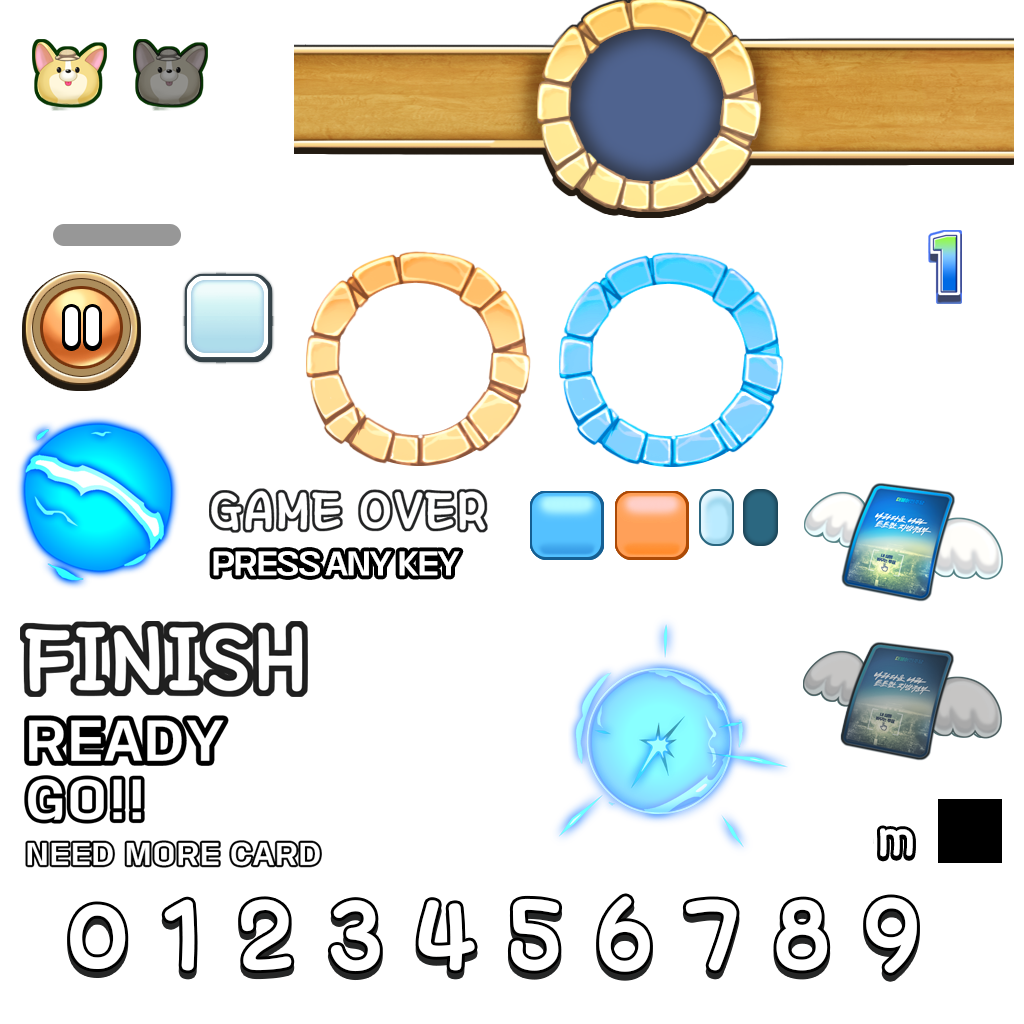 1
GAME OVER
PRESS ANY KEY
FINISH
READY
GO!!
NEED MORE CARD
m
0 1 2 3 4 5 6 7 8 9